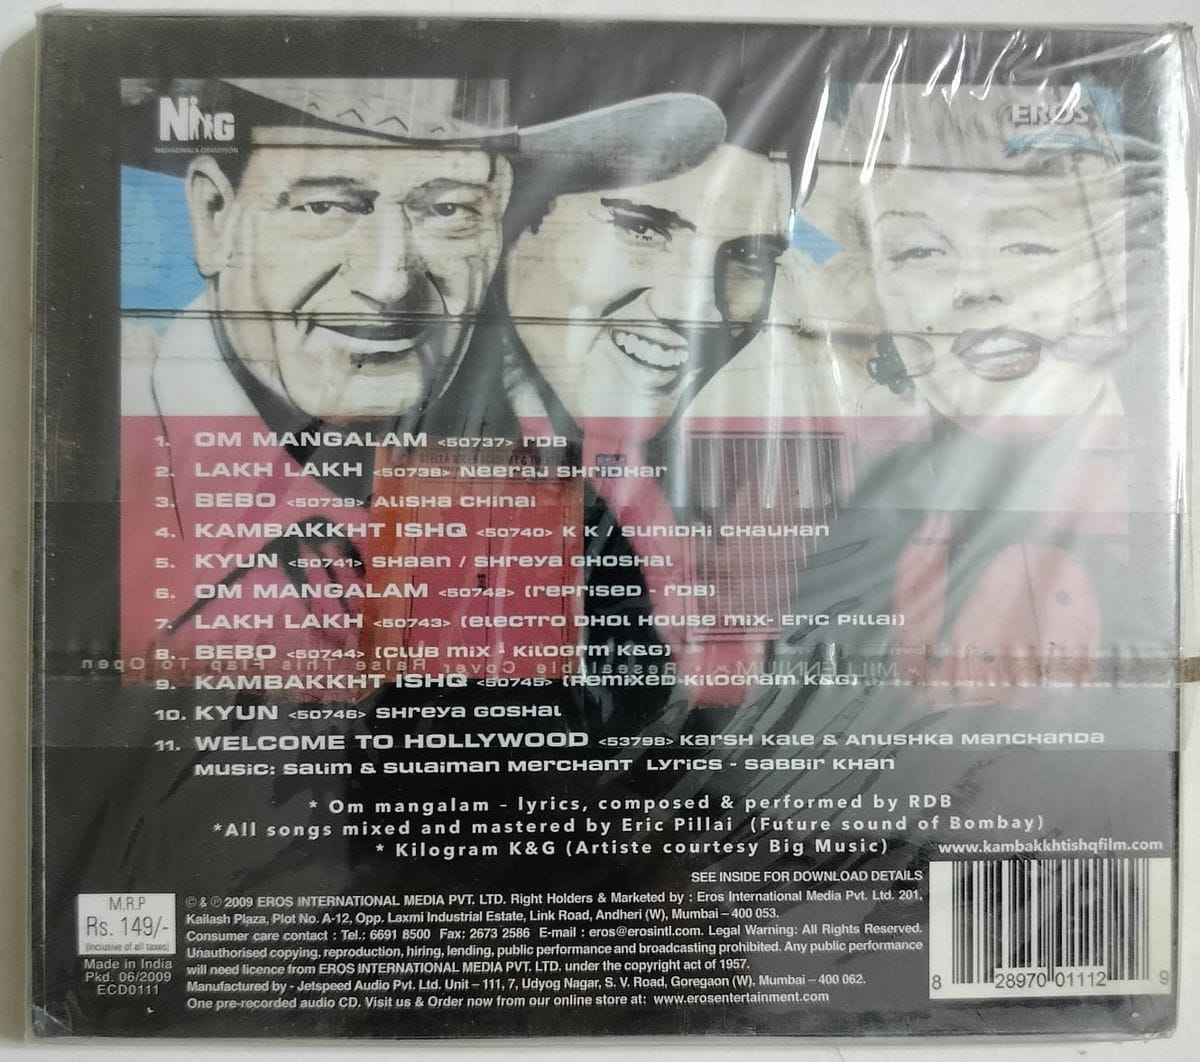 NG
NADIADWALA GRANDSON
EROS
INTERNATIONAL
1. OM MANGALAM <50737> RDB
2. LAKH LAKH <50738> Neeraj Shridhar
3. BEBO <50739> Alisha Chinai
4. KAMBAKKHT ISHQ <50740> K K / Sunidhi Chauhan
5. KYUN <50741> Shaan / Shreya Ghoshal
6. OM MANGALAM <50742> (reprised - RDB)
7. LAKH LAKH <50743> (Electro Dhol House mix- Eric Pillai)
8. BEBO <50744> (Club mix - Kilogrm K&G)
MILLENNIUM Resealable Cover Raise This Flap To Open
9. KAMBAKKHT ISHQ <50745> (Remixed-Kilogram K&G)
10. KYUN <50746> Shreya Goshal
11. WELCOME TO HOLLYWOOD <53798> Karsh Kale & Anushka Manchanda
Music: Salim & Sulaiman Merchant Lyrics - Sabbir Khan
* Om mangalam – lyrics, composed & performed by RDB
*All songs mixed and mastered by Eric Pillai (Future sound of Bombay)
* Kilogram K&G (Artiste courtesy Big Music)
www.kambakkhtishqfilm.com
SEE INSIDE FOR DOWNLOAD DETAILS
M.R.P
Rs. 149/-
(Inclusive of all taxes)
Made in India
Pkd. 06/2009
ECD0111
© & ℗ 2009 EROS INTERNATIONAL MEDIA PVT. LTD. Right Holders & Marketed by : Eros International Media Pvt. Ltd. 201,
Kailash Plaza, Plot No. A-12, Opp. Laxmi Industrial Estate, Link Road, Andheri (W), Mumbai – 400 053.
Consumer care contact : Tel.: 6691 8500 Fax: 2673 2586 E-mail : eros@erosintl.com. Legal Warning: All Rights Reserved.
Unauthorised copying, reproduction, hiring, lending, public performance and broadcasting prohibited. Any public performance
will need licence from EROS INTERNATIONAL MEDIA PVT. LTD. under the copyright act of 1957.
Manufactured by - Jetspeed Audio Pvt. Ltd. Unit – 111, 7, Udyog Nagar, S. V. Road, Goregaon (W). Mumbai – 400 062.
One pre-recorded audio CD. Visit us & Order now from our online store at: www.erosentertainment.com
8 28970 01112 9